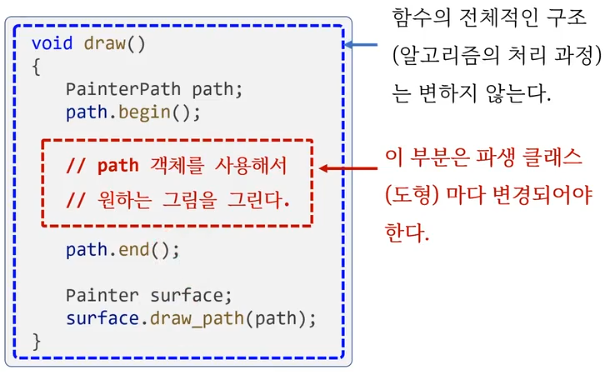 void draw()
{
PainterPath path;
path.begin();
// path 객체를 사용해서
// 원하는 그림을 그린다.
path.end();
Painter surface;
surface.draw_path(path);
}
함수의 전체적인 구조
(알고리즘의 처리 과정)
는 변하지 않는다.
이 부분은 파생 클래스
(도형) 마다 변경되어야
한다.